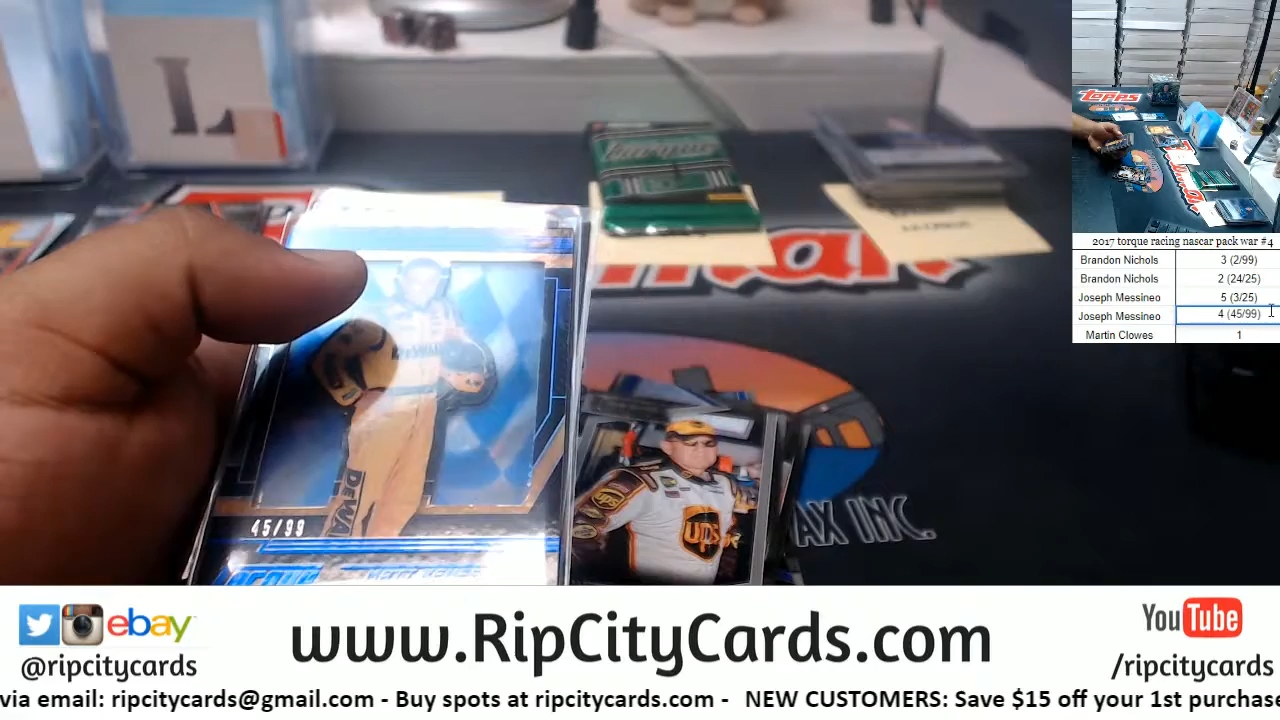 L
Torque
TOPPS
2017 torque racing nascar pack war #4
Brandon Nichols 3 (2/99)
Brandon Nichols 2 (24/25)
Joseph Messineo 5 (3/25)
Joseph Messineo 4 (45/99)
Martin Clowes 1
DEWALT
45/99
ups
ups
AX INC.
ebay
@ripcitycards
www.RipCityCards.com
YouTube
/ripcitycards
via email: ripcitycards@gmail.com - Buy spots at ripcitycards.com - NEW CUSTOMERS: Save $15 off your 1st purchase